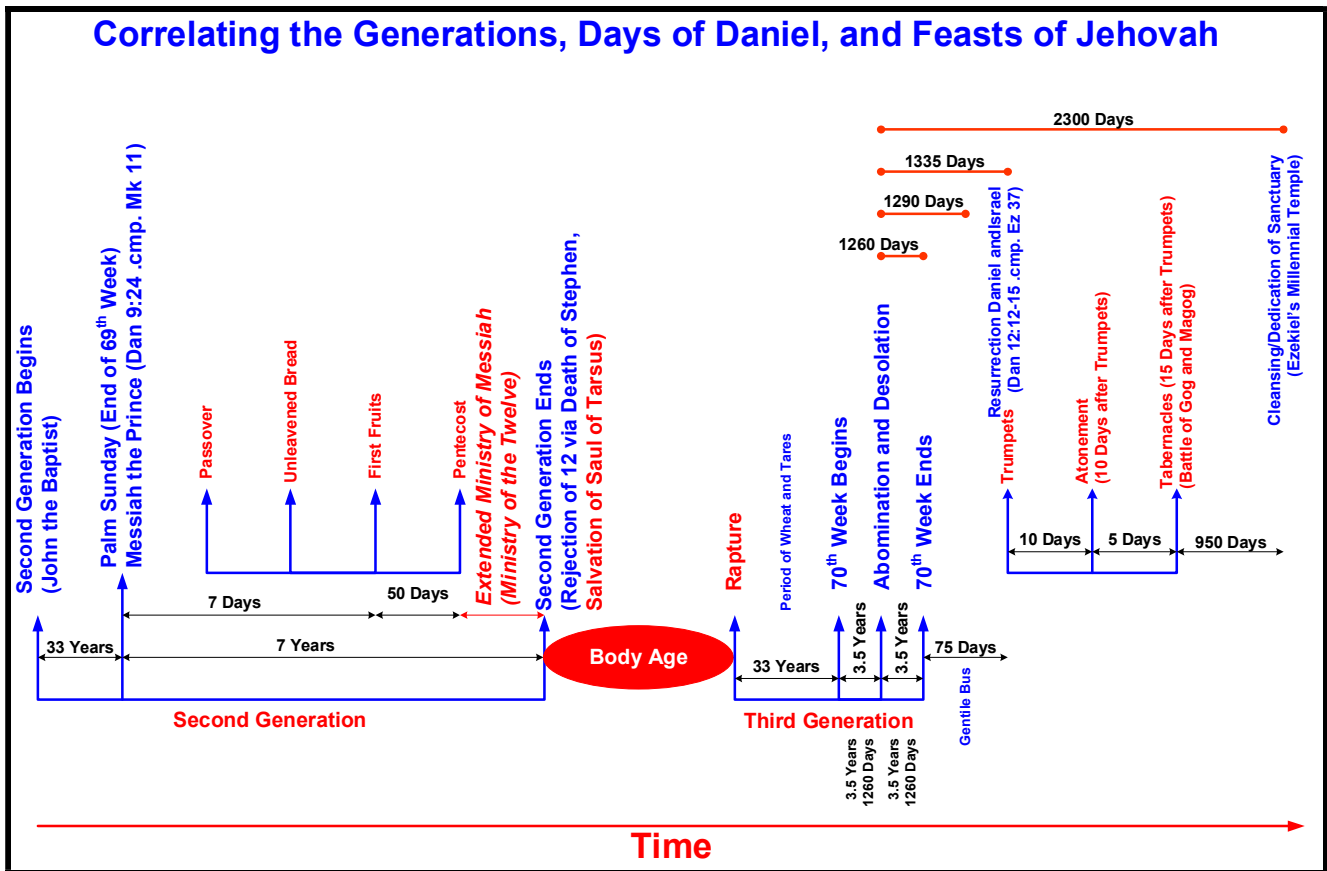 Correlating the Generations, Days of Daniel, and Feasts of Jehovah
2300 Days
1335 Days
1290 Days
1260 Days
Second Generation Begins
(John the Baptist)
Palm Sunday (End of 69th Week)
Messiah the Prince (Dan 9:24 .cmp. Mk 11)
Passover
Unleavened Bread
First Fruits
Pentecost
Extended Ministry of Messiah
(Ministry of the Twelve)
Second Generation Ends
(Rejection of 12 via Death of Stephen,
Salvation of Saul of Tarsus)
Rapture
Period of Wheat and Tares
70th Week Begins
Abomination and Desolation
70th Week Ends
Resurrection Daniel andIsrael
(Dan 12:12-15 .cmp. Ez 37)
Trumpets
Atonement
(10 Days after Trumpets)
Tabernacles (15 Days after Trumpets)
(Battle of Gog and Magog)
Cleansing/Dedication of Sanctuary
(Ezekiel's Millennial Temple)
10 Days
5 Days
950 Days
7 Days
50 Days
33 Years
7 Years
Body Age
33 Years
3.5 Years
3.5 Years
75 Days
Gentile Bus
Second Generation
Third Generation
3.5 Years
1260 Days
3.5 Years
1260 Days
Time